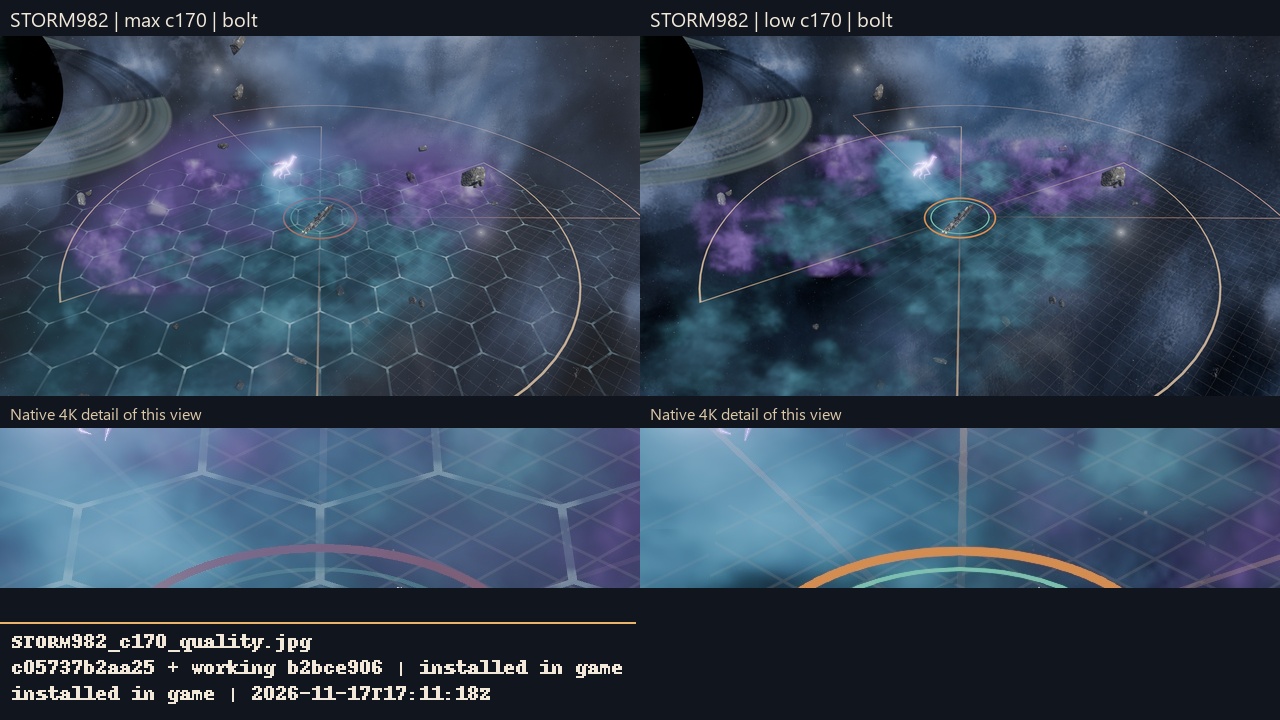 STORM982 | max c170 | bolt
STORM982 | low c170 | bolt
Native 4K detail of this view
Native 4K detail of this view
STORM982_c170_quality.jpg
c05737b2aa25 + working b2bce906 | installed in game
installed in game | 2026-11-17T17:11:18Z